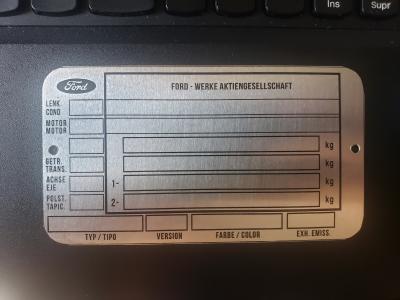 Ins
Supr
Ford
FORD - WERKE AKTIENGESELLSCHAFT
LENK.
COND
MOTOR
MOTOR
kg
GETR.
TRANS.
kg
ACHSE
EJE
1-
kg
POLST.
TAPIC.
2-
kg
TYP / TIPO
VERSION
FARBE / COLOR
EXH. EMISS.